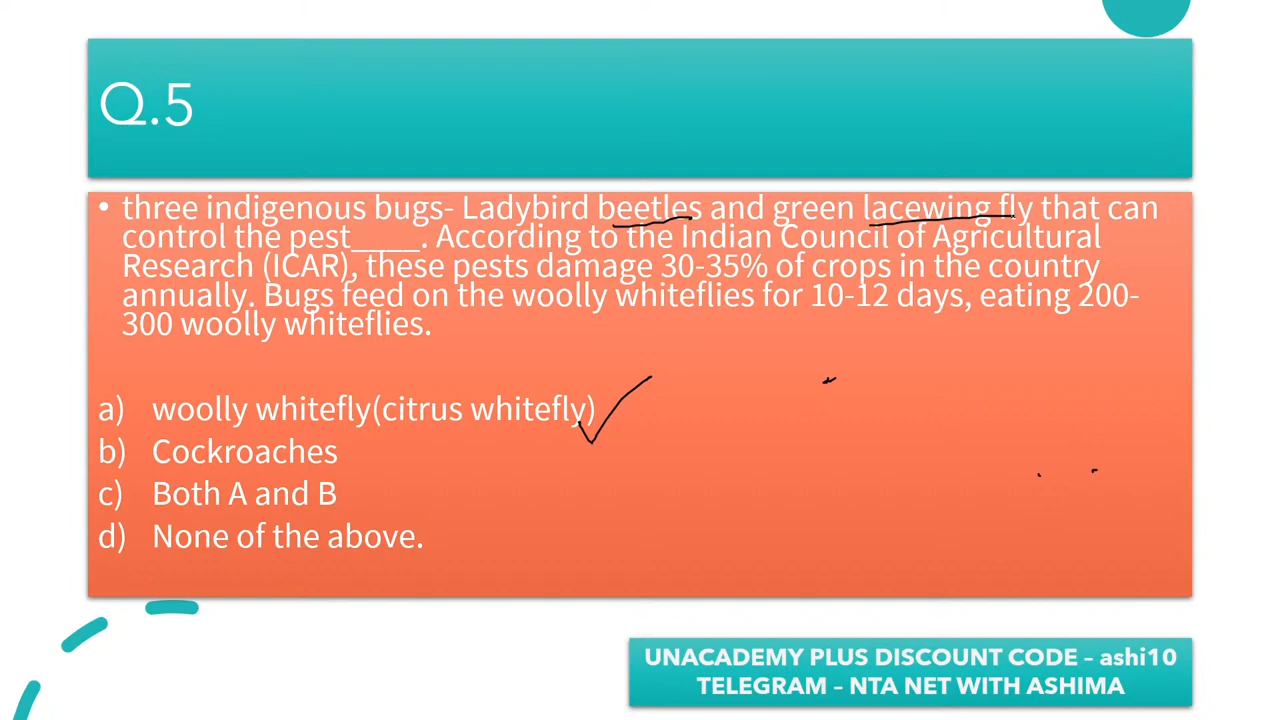 Q.5
• three indigenous bugs- Ladybird beetles and green lacewing fly that can
control the pest____. According to the Indian Council of Agricultural
Research (ICAR), these pests damage 30-35% of crops in the country
annually. Bugs feed on the woolly whiteflies for 10-12 days, eating 200-
300 woolly whiteflies.
a) woolly whitefly(citrus whitefly)
b) Cockroaches
c) Both A and B
d) None of the above.
UNACADEMY PLUS DISCOUNT CODE – ashi10
TELEGRAM – NTA NET WITH ASHIMA